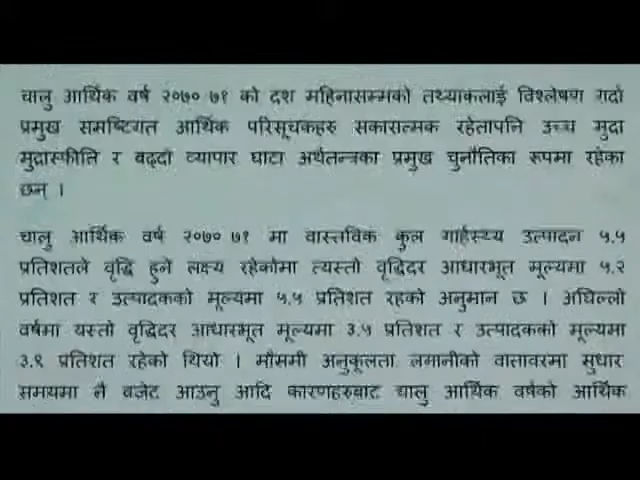 चालु आर्थिक वर्ष २०७० ७१ को दश महिनासम्मको तथ्याकलाई विश्लेषण गर्दा
प्रमुख समष्टिगत आर्थिक परिसूचकहरु सकारात्मक रहेतापनि उच्च मुद्रा
मुद्रास्फीति र बढ्दो व्यापार घाटा अर्थतन्त्रका प्रमुख चुनौतिका रूपमा रहेका
छन् ।
चालु आर्थिक वर्ष २०७० ७१ मा वास्तविक कुल गार्हस्थ्य उत्पादन ५.५
प्रतिशतले वृद्धि हुने लक्ष्य रहेकोमा त्यस्तो वृद्धिदर आधारभूत मूल्यमा ५.२
प्रतिशत र उत्पादकको मूल्यमा ५.५ प्रतिशत रहको अनुमान छ । अघिल्लो
वर्षमा यस्तो वृद्धिदर आधारभूत मूल्यमा ३.५ प्रतिशत र उत्पादकको मूल्यमा
३.९ प्रतिशत रहेको थियो । मौसमी अनुकूलता लगानीको वातावरमा सुधार
समयमा नै बजेट आउनु आदि कारणहरुबाट चालु आर्थिक वर्षको आर्थिक